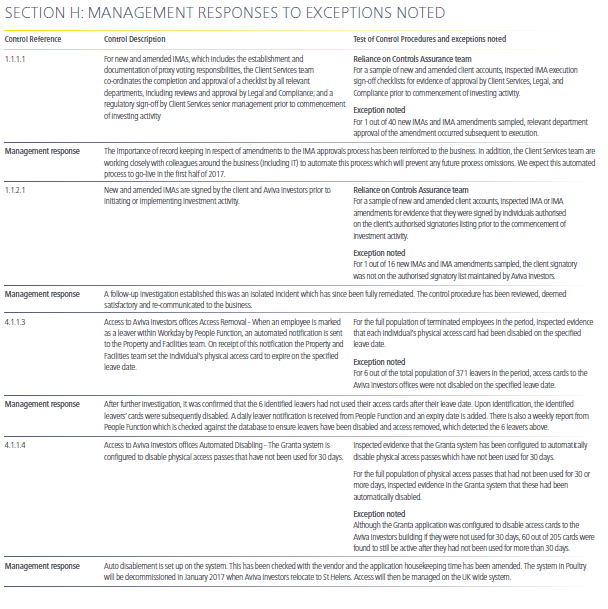 SECTION H: MANAGEMENT RESPONSES TO EXCEPTIONS NOTED
Control Reference
Control Description
Test of Control Procedures and exceptions noted
1.1.1.1
For new and amended IMAs, which includes the establishment and
documentation of proxy voting responsibilities, the Client Services team
co-ordinates the completion and approval of a checklist by all relevant
departments, including reviews and approval by Legal and Compliance; and a
regulatory sign-off by Client Services senior management prior to commencement
of investing activity
Reliance on Controls Assurance team
For a sample of new and amended client accounts, inspected IMA execution
sign-off checklists for evidence of approval by Client Services, Legal, and
Compliance prior to commencement of investing activity.
Exception noted
For 1 out of 40 new IMAs and IMA amendments sampled, relevant department
approval of the amendment occurred subsequent to execution.
Management response
The importance of record keeping in respect of amendments to the IMA approvals process has been reinforced to the business. In addition, the Client Services team are
working closely with colleagues around the business (including IT) to automate this process which will prevent any future process omissions. We expect this automated
process to go-live in the first half of 2017.
1.1.2.1
New and amended IMAs are signed by the client and Aviva Investors prior to
initiating or implementing investment activity.
Reliance on Controls Assurance team
For a sample of new and amended client accounts, inspected IMA or IMA
amendments for evidence that they were signed by individuals authorised
on the client's authorised signatories listing prior to the commencement of
investment activity.
Exception noted
For 1 out of 16 new IMAs and IMA amendments sampled, the client signatory
was not on the authorised signatory list maintained by Aviva Investors.
Management response
A follow-up investigation established this was an isolated incident which has since been fully remediated. The control procedure has been reviewed, deemed
satisfactory and re-communicated to the business.
4.1.1.3
Access to Aviva Investors offices Access Removal – When an employee is marked
as a leaver within Workday by People Function, an automated notification is sent
to the Property and Facilities team. On receipt of this notification the Property and
Facilities team set the individual's physical access card to expire on the specified
leave date.
For the full population of terminated employees in the period, inspected evidence
that each individual's physical access card had been disabled on the specified
leave date.
Exception noted
For 6 out of the total population of 371 leavers in the period, access cards to the
Aviva Investors offices were not disabled on the specified leave date.
Management response
After further investigation, it was confirmed that the 6 identified leavers had not used their access cards after their leave date. Upon identification, the identified
leavers' cards were subsequently disabled. A daily leaver notification is received from People Function and an expiry date is added. There is also a weekly report from
People Function which is checked against the database to ensure leavers have been disabled and access removed, which detected the 6 leavers above.
4.1.1.4
Access to Aviva Investors offices Automated Disabling – The Granta system is
configured to disable physical access passes that have not been used for 30 days.
Inspected evidence that the Granta system has been configured to automatically
disable physical access passes which have not been used for 30 days.
For the full population of physical access passes that had not been used for 30 or
more days, inspected evidence in the Granta system that these had been
automatically disabled.
Exception noted
Although the Granta application was configured to disable access cards to the
Aviva Investors building if they were not used for 30 days, 60 out of 205 cards were
found to still be active after they had not been used for more than 30 days.
Management response
Auto disablement is set up on the system. This has been checked with the vendor and the application housekeeping time has been amended. The system in Poultry
will be decommissioned in January 2017 when Aviva Investors relocate to St Helens. Access will then be managed on the UK wide system.